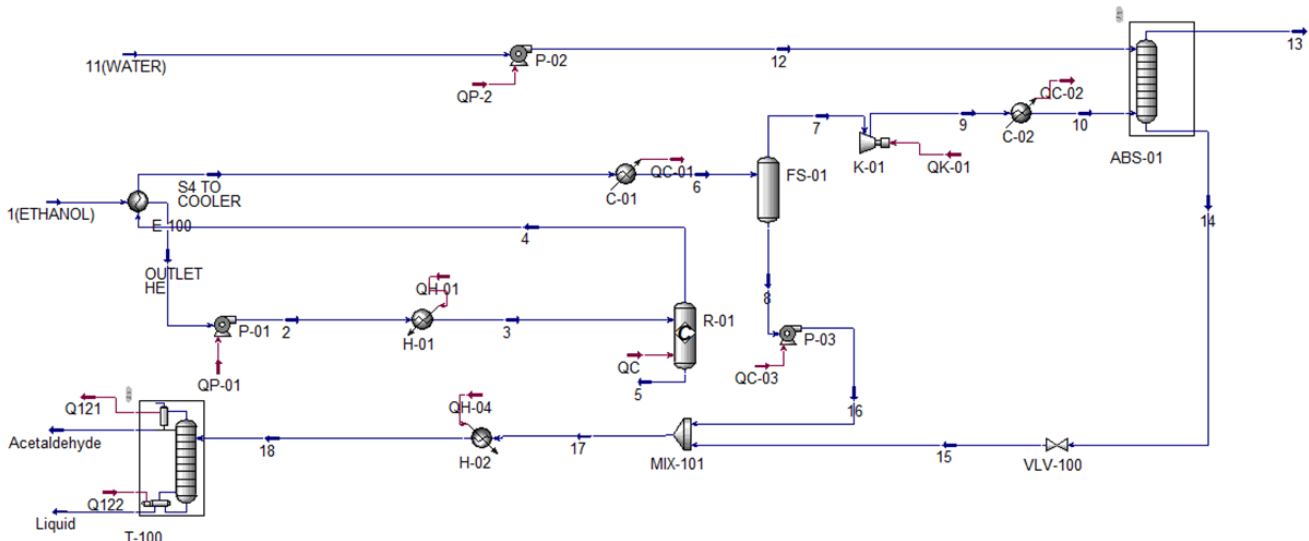 11(WATER)
P-02
QP-2
12
13
7
9
QC-02
C-02
10
K-01
QK-01
ABS-01
S4 TO
COOLER
QC-01
C-01
6
FS-01
1(ETHANOL)
E-100
4
14
OUTLET
HE
8
QH-01
P-01
2
H-01
3
R-01
P-03
QC
QC-03
QP-01
5
16
Q121
QH-04
Acetaldehyde
18
17
15
H-02
MIX-101
VLV-100
Q122
Liquid
T-100